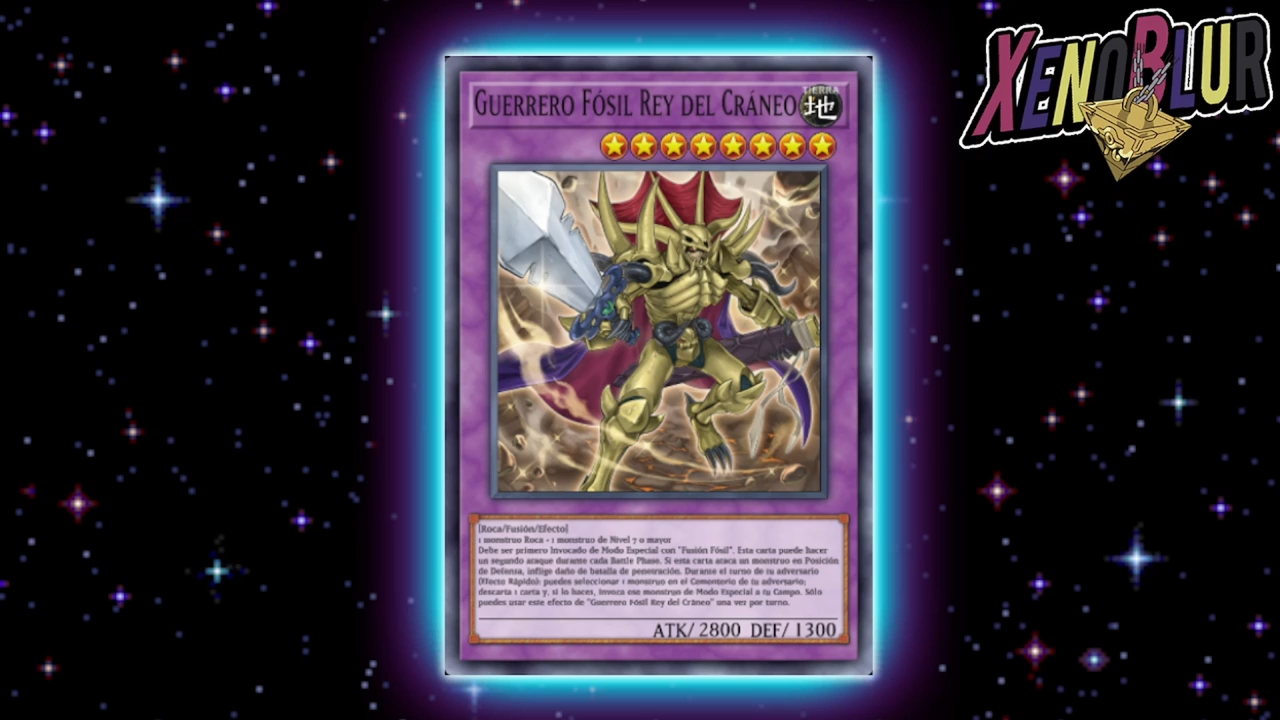 XENOBLUR
GUERRERO FÓSIL REY DEL CRÁNEO
TIERRA
地
[Roca/Fusión/Efecto]
1 monstruo Roca - 1 monstruo de Nivel 7 o mayor
Debe ser primero Invocado de Modo Especial con "Fusión Fósil". Esta carta puede hacer
un segundo ataque durante cada Battle Phase. Si esta carta ataca un monstruo en Posición
de Defensa, inflige daño de batalla de penetración. Durante el turno de tu adversario
(Efecto Rápido): puedes seleccionar 1 monstruo en el Cementerio de tu adversario;
descarta 1 carta y, si lo haces, Invoca ese monstruo de Modo Especial a tu Campo. Sólo
puedes usar este efecto de "Guerrero Fósil Rey del Cráneo" una vez por turno.
ATK/ 2800 DEF/ 1300